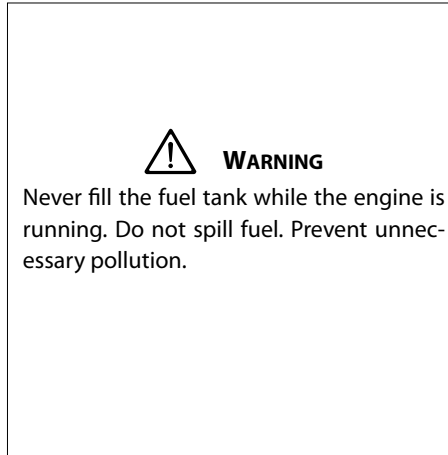 WARNING
Never fill the fuel tank while the engine is
running. Do not spill fuel. Prevent unnec-
essary pollution.